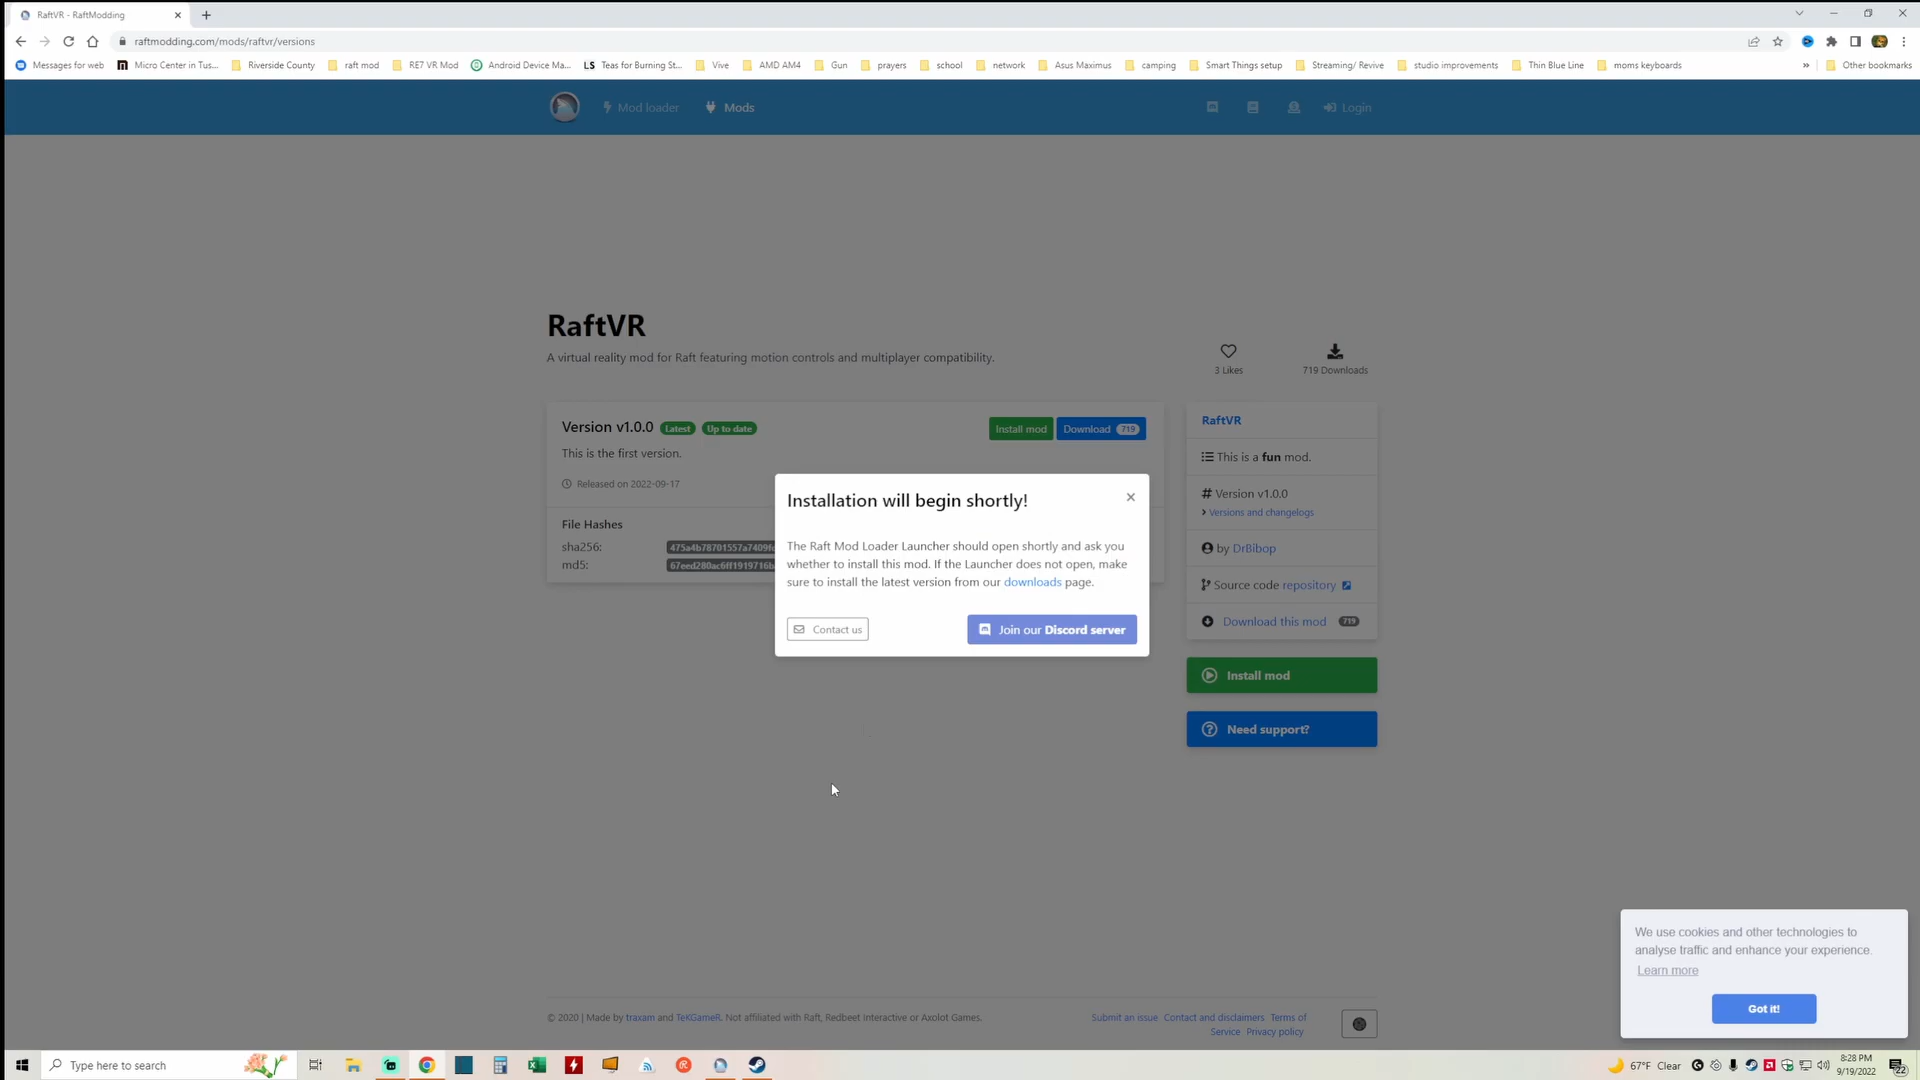 RaftVR - RaftModding
raftmodding.com/mods/raftvr/versions
Messages for web Micro Center in Tus... Riverside County raft mod RE7 VR Mod Android Device Ma... LS Teas for Burning St... Vive AMD AM4 Gun prayers school network Asus Maximus camping Smart Things setup Streaming/ Revive studio improvements Thin Blue Line moms keyboards » Other bookmarks
Mod loader Mods Login
RaftVR
A virtual reality mod for Raft featuring motion controls and multiplayer compatibility.
3 Likes 719 Downloads
Version v1.0.0 Latest Up to date Install mod Download 719
This is the first version.
Released on 2022-09-17
File Hashes
sha256: 475a4b78701557a7409f
md5: 67eed280ac6ff1919716b
Installation will begin shortly! ×
The Raft Mod Loader Launcher should open shortly and ask you
whether to install this mod. If the Launcher does not open, make
sure to install the latest version from our downloads page.
Contact us Join our Discord server
RaftVR
This is a fun mod.
# Version v1.0.0
Versions and changelogs
by DrBibop
Source code repository
Download this mod 719
Install mod
Need support?
We use cookies and other technologies to
analyse traffic and enhance your experience.
Learn more
Got it!
© 2020 | Made by traxam and TeKGameR. Not affiliated with Raft, Redbeet Interactive or Axolot Games.
Submit an issue Contact and disclaimers Terms of
Service Privacy policy
Type here to search
67°F Clear
8:28 PM
9/19/2022
22